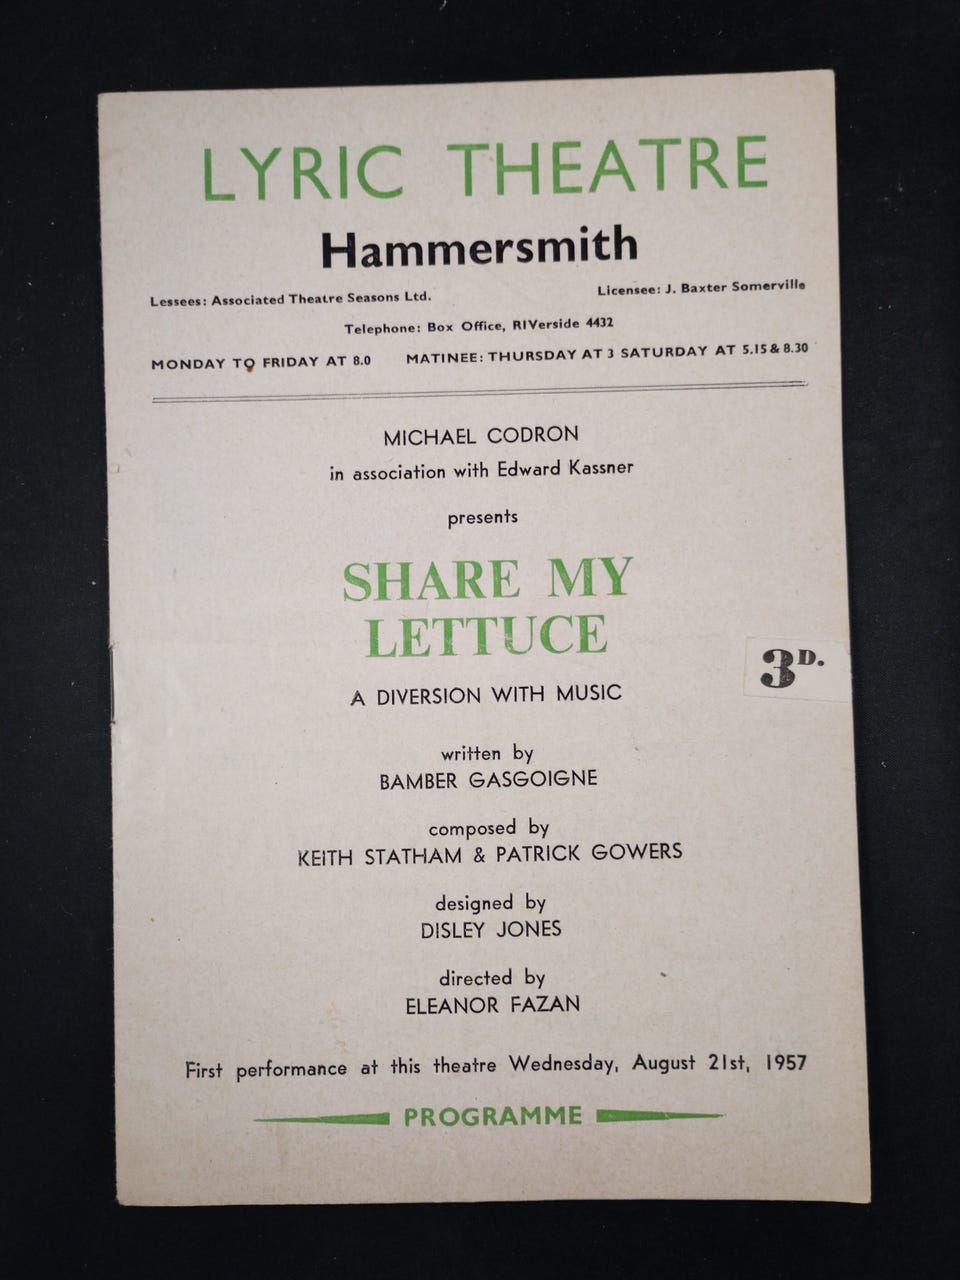 LYRIC THEATRE
Hammersmith
Lessees: Associated Theatre Seasons Ltd. Licensee: J. Baxter Somerville
Telephone: Box Office, RIVerside 4432
MONDAY TO FRIDAY AT 8.0 MATINEE: THURSDAY AT 3 SATURDAY AT 5.15 & 8.30
MICHAEL CODRON
in association with Edward Kassner
presents
SHARE MY
LETTUCE
3D.
A DIVERSION WITH MUSIC
written by
BAMBER GASGOIGNE
composed by
KEITH STATHAM & PATRICK GOWERS
designed by
DISLEY JONES
directed by
ELEANOR FAZAN
First performance at this theatre Wednesday, August 21st, 1957
PROGRAMME